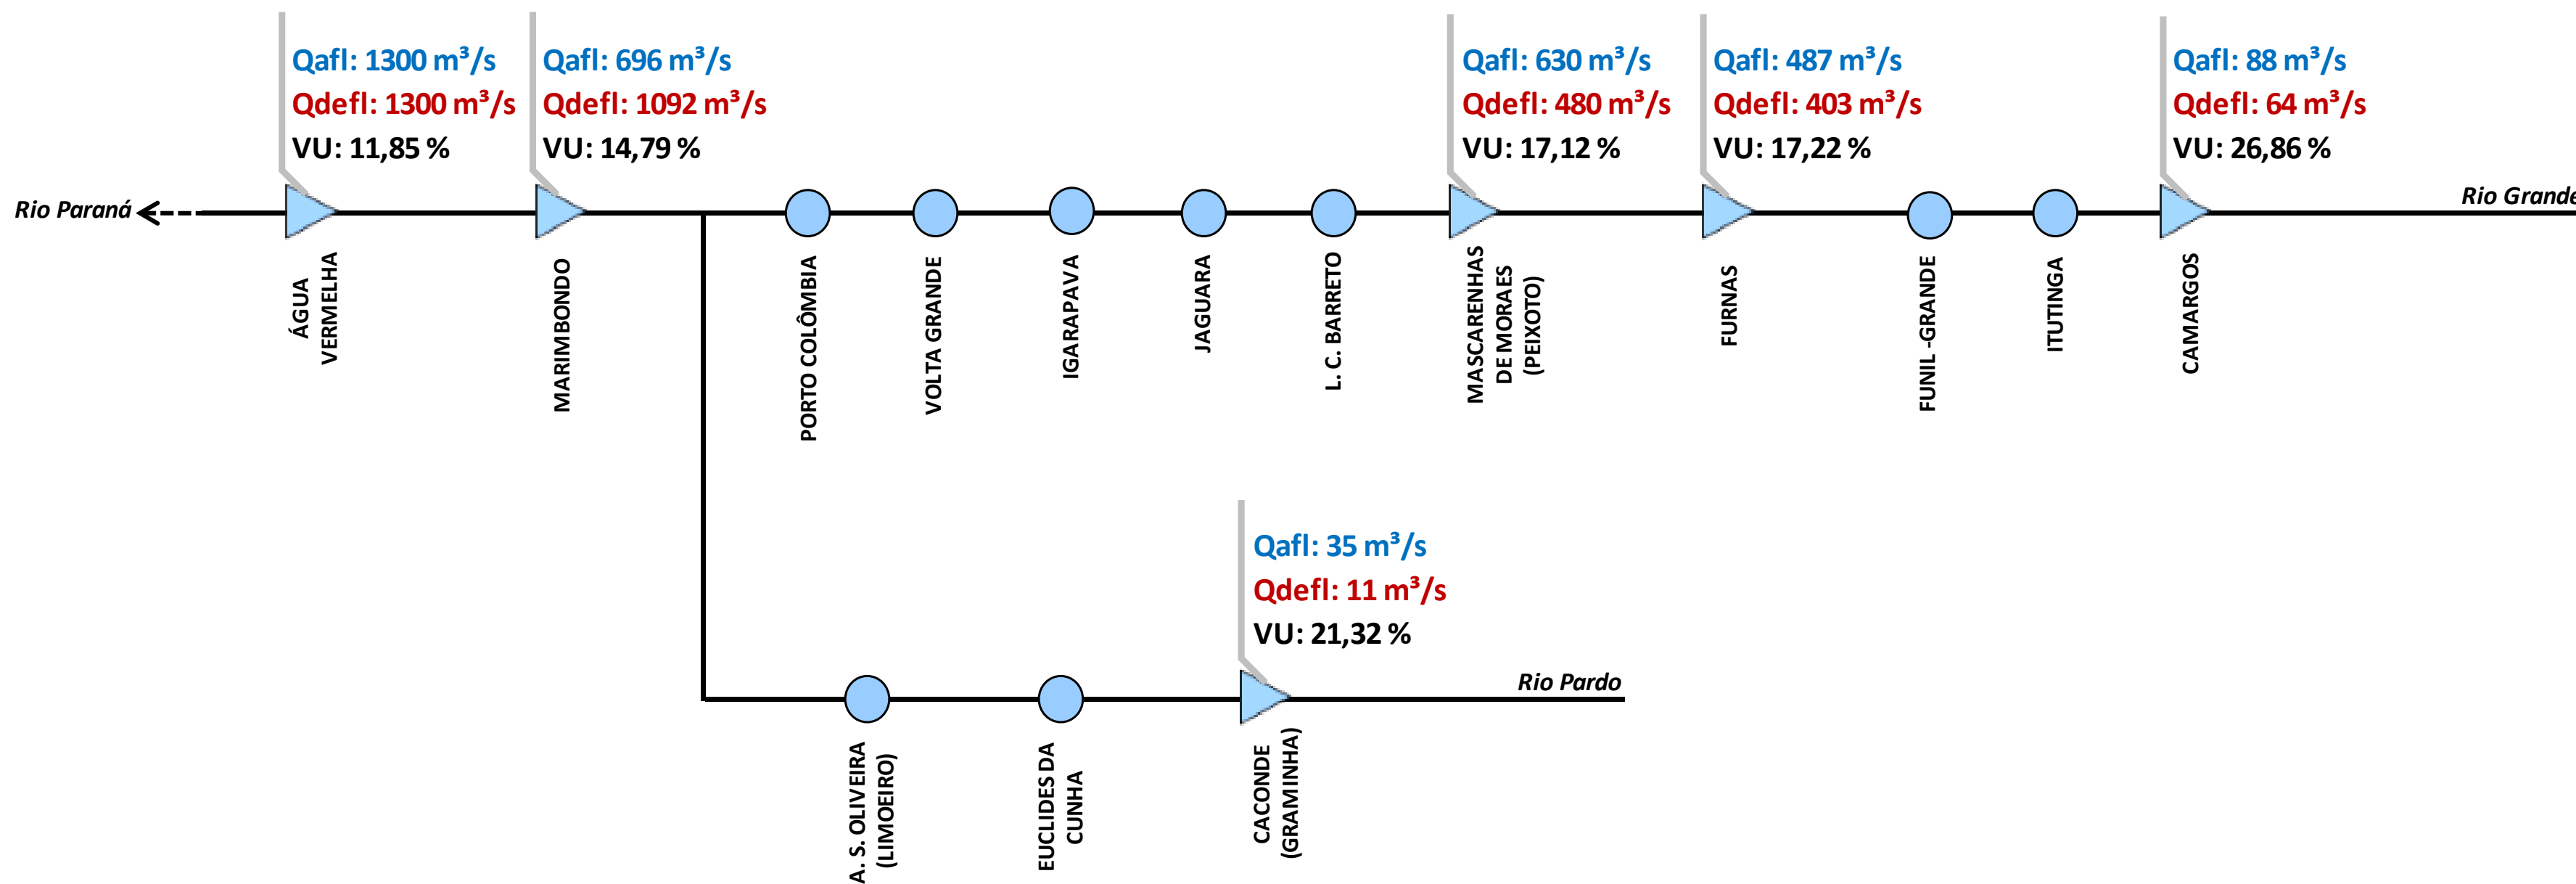 Qafl: 1300 m³/s
Qdefl: 1300 m³/s
VU: 11,85 %
Qafl: 696 m³/s
Qdefl: 1092 m³/s
VU: 14,79 %
Qafl: 630 m³/s
Qdefl: 480 m³/s
VU: 17,12 %
Qafl: 487 m³/s
Qdefl: 403 m³/s
VU: 17,22 %
Qafl: 88 m³/s
Qdefl: 64 m³/s
VU: 26,86 %
Rio Paraná
Rio Grande
ÁGUA
VERMELHA
MARIMBONDO
PORTO COLÔMBIA
VOLTA GRANDE
IGARAPAVA
JAGUARA
L. C. BARRETO
MASCARENHAS
DE MORAES
(PEIXOTO)
FURNAS
FUNIL -GRANDE
ITUTINGA
CAMARGOS
Qafl: 35 m³/s
Qdefl: 11 m³/s
VU: 21,32 %
Rio Pardo
A. S. OLIVEIRA
(LIMOEIRO)
EUCLIDES DA
CUNHA
CACONDE
(GRAMINHA)